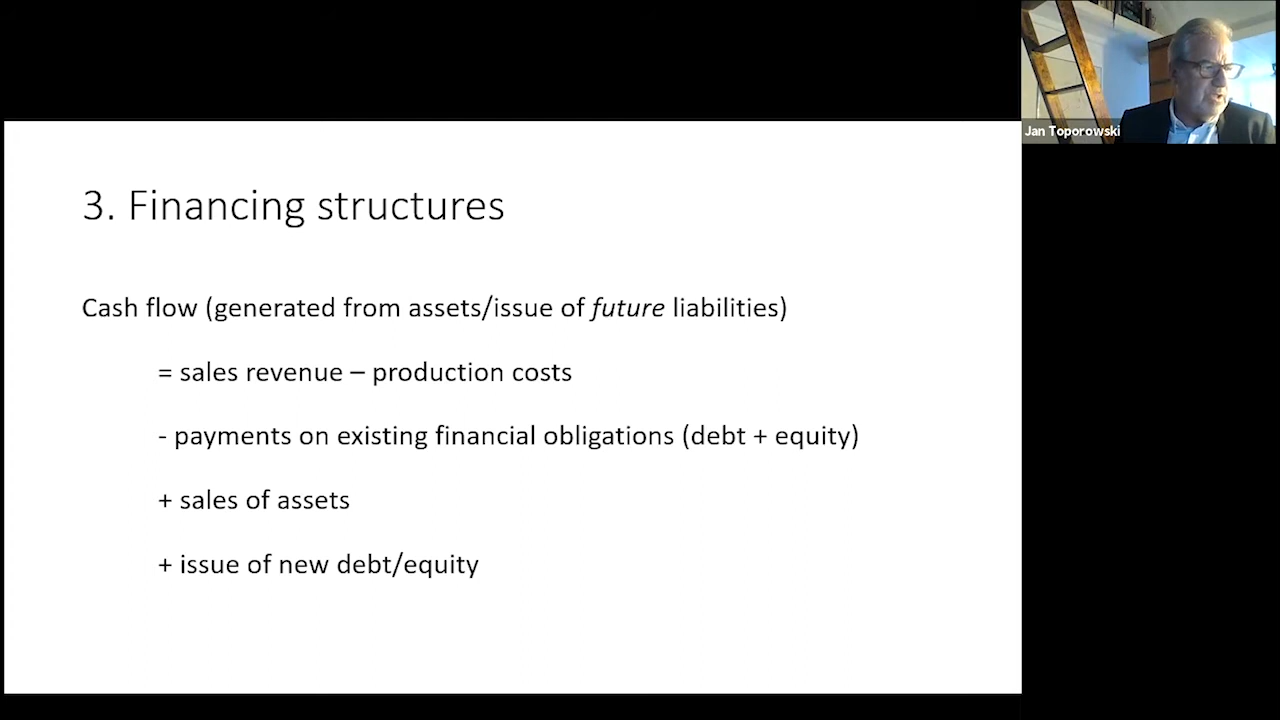 3. Financing structures
Cash flow (generated from assets/issue of future liabilities)
= sales revenue – production costs
- payments on existing financial obligations (debt + equity)
+ sales of assets
+ issue of new debt/equity
Jan Toporowski